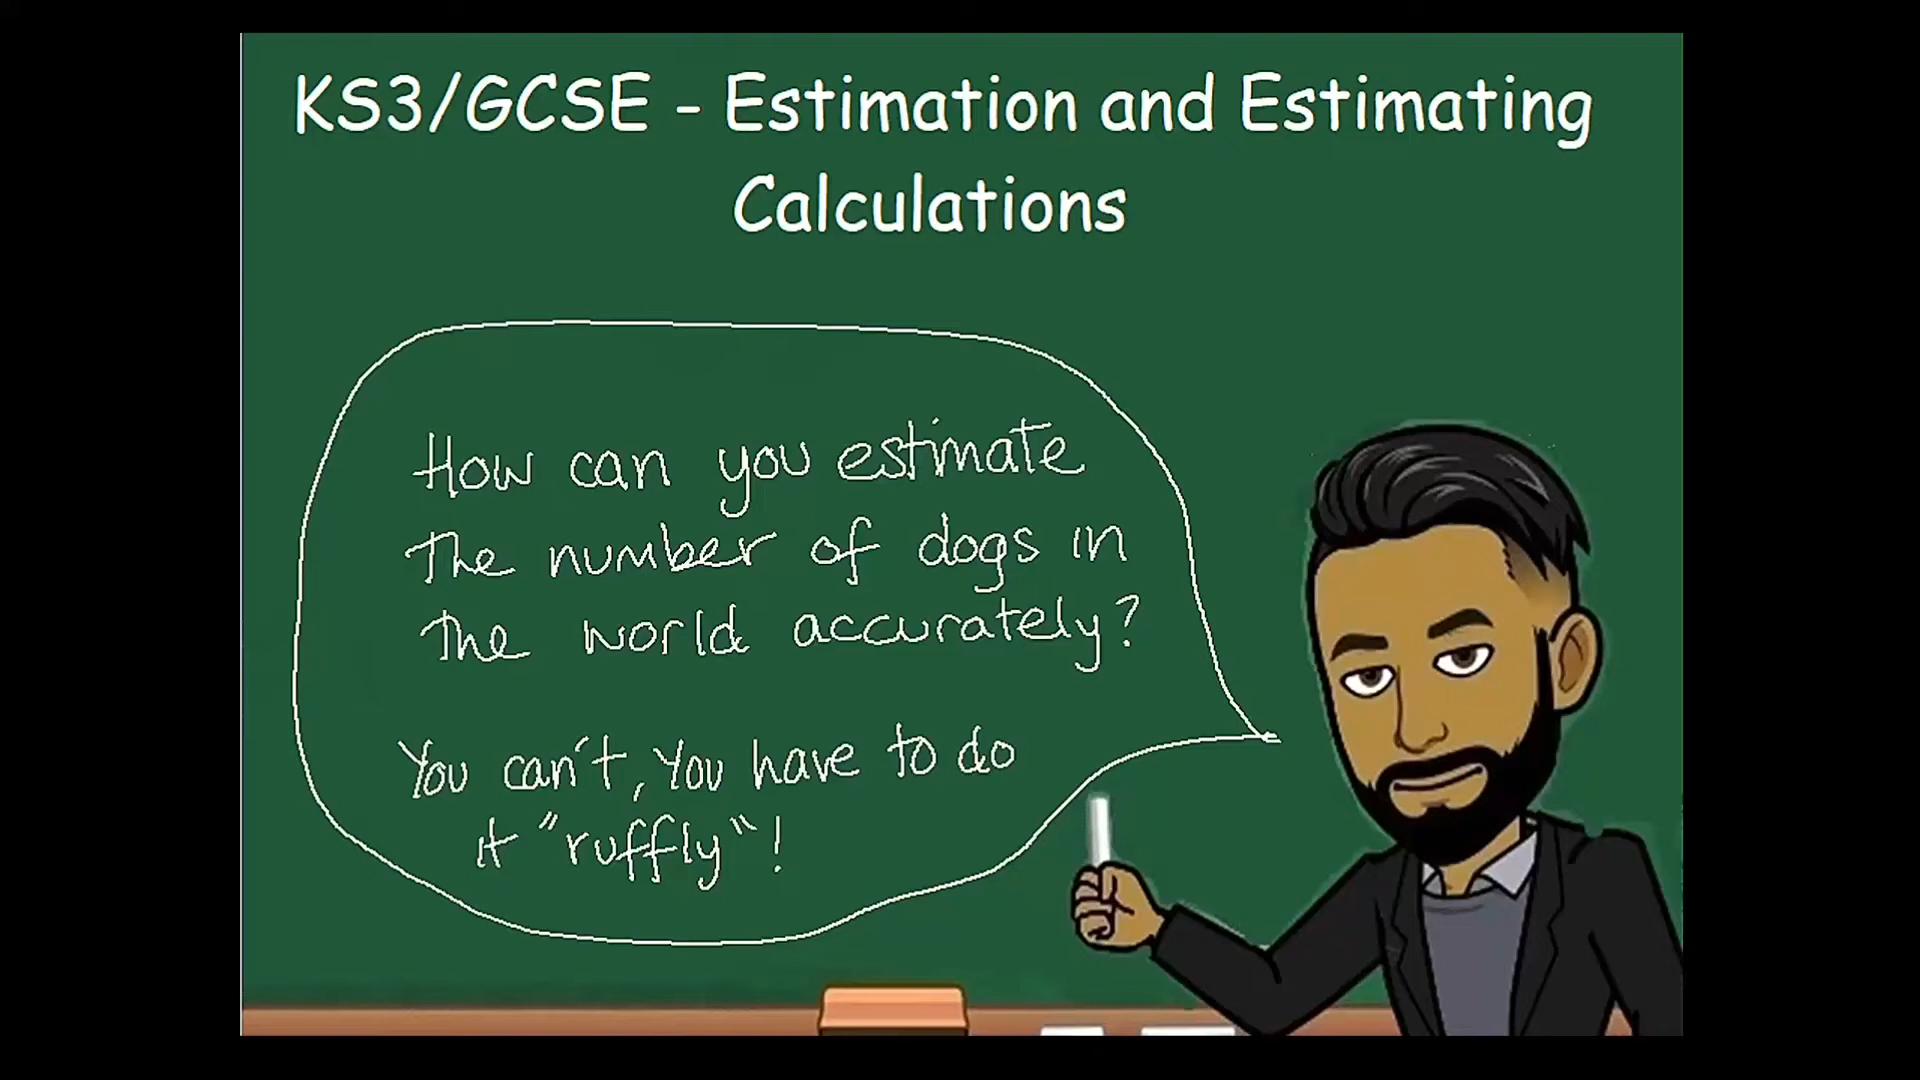 KS3/GCSE - Estimation and Estimating
Calculations
How can you estimate
the number of dogs in
the world accurately?
You can't, You have to do
it "ruffly"!